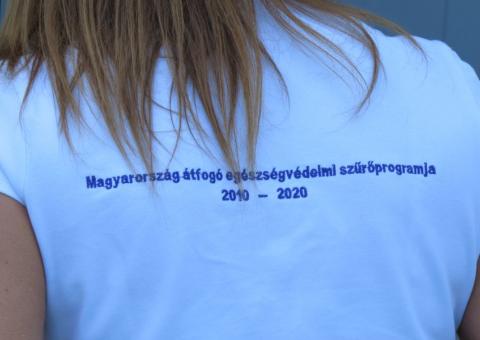 Magyarország átfogó egészségvédelmi szűrőprogramja
2010 – 2020